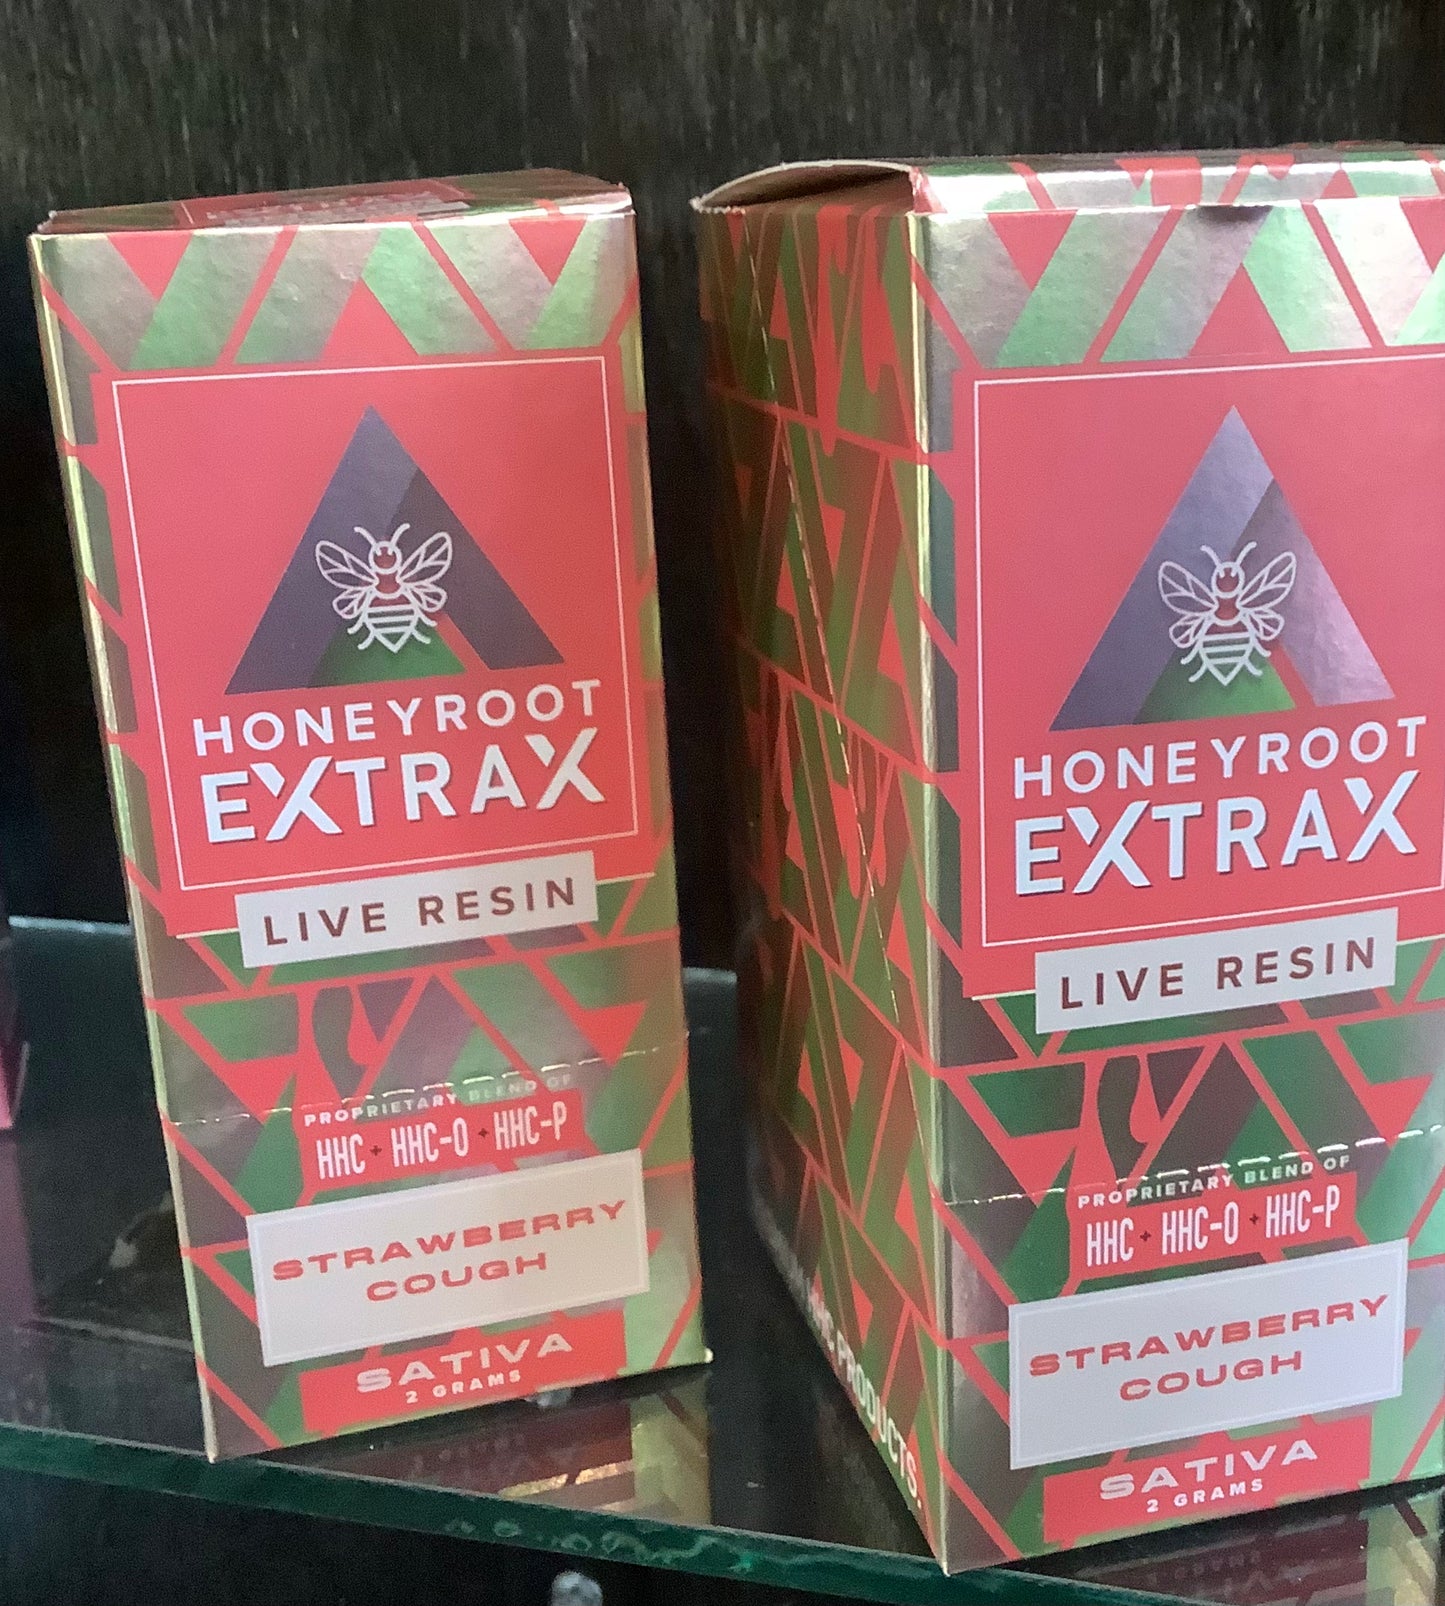 HONEYROOT
EXTRAX
LIVE RESIN
PROPRIETARY BLEND OF
HHC + HHC-O + HHC-P
STRAWBERRY
COUGH
SATIVA
2 GRAMS
HONEYROOT
EXTRAX
LIVE RESIN
PROPRIETARY BLEND OF
HHC + HHC-O + HHC-P
STRAWBERRY
COUGH
SATIVA
2 GRAMS
PRODUCTS.